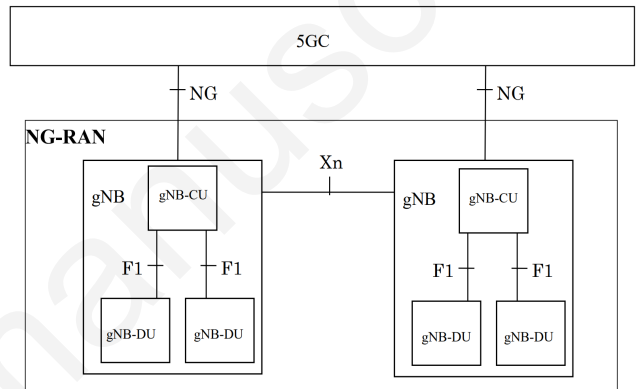 5GC
NG NG
NG-RAN
Xn
gNB gNB-CU gNB gNB-CU
F1 F1 F1 F1
gNB-DU gNB-DU gNB-DU gNB-DU